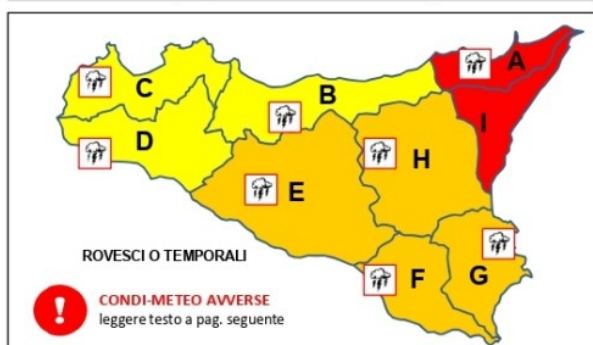 A
C
B
I
D
H
E
ROVESCI O TEMPORALI
F
G
! CONDI-METEO AVVERSE
leggere testo a pag. seguente